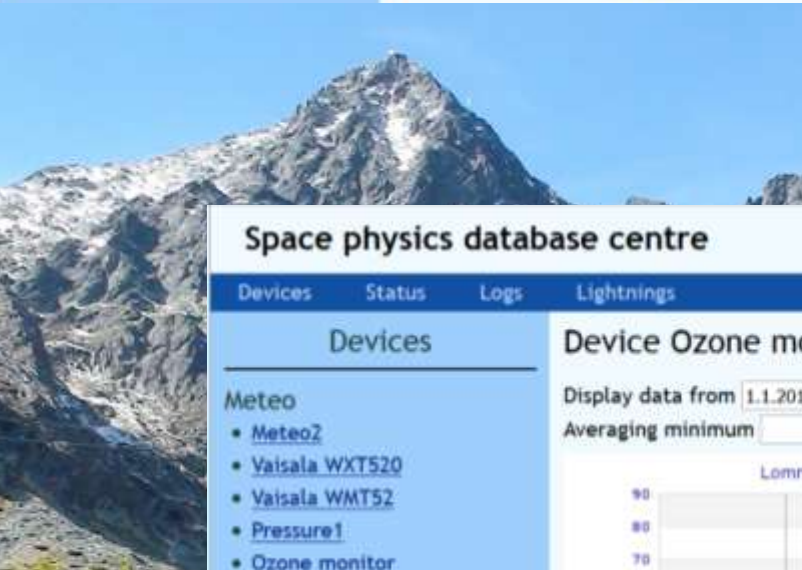 Space physics database centre
Devices Status Logs Lightnings
Devices
Meteo
• Meteo2
• Vaisala WXT520
• Vaisala WMT52
• Pressure1
• Ozone monitor
Device Ozone mo
Display data from 1.1.201
Averaging minimum
Lomn
90
80
70